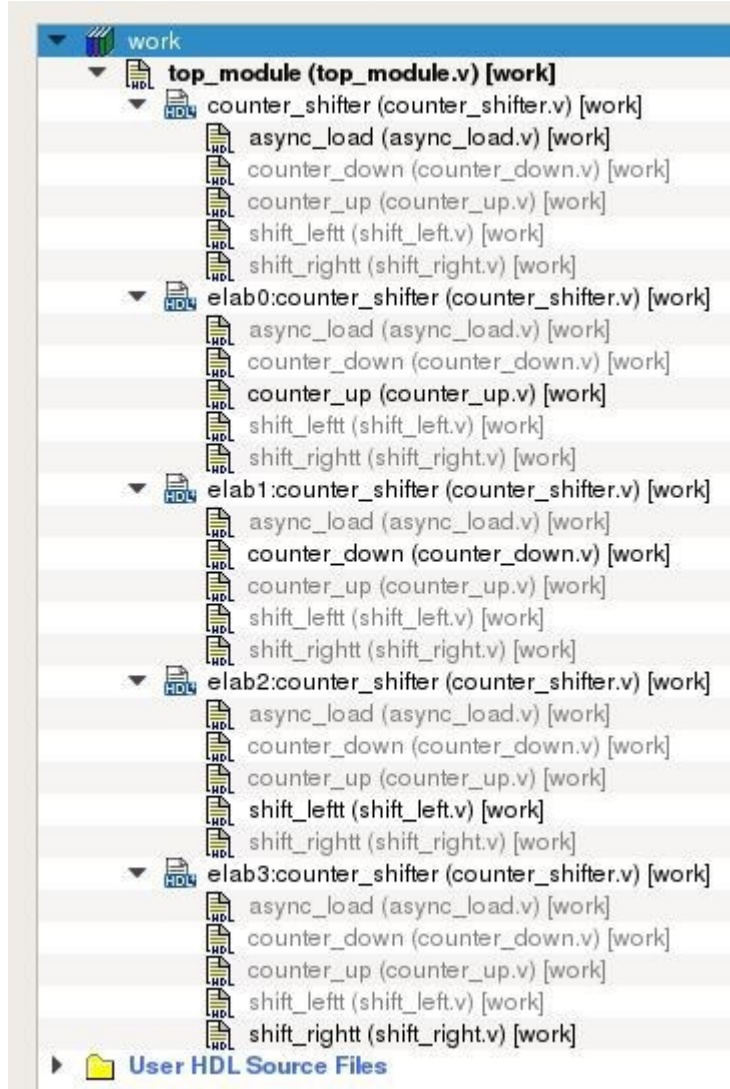 work
top_module (top_module.v) [work]
counter_shifter (counter_shifter.v) [work]
async_load (async_load.v) [work]
counter_down (counter_down.v) [work]
counter_up (counter_up.v) [work]
shift_leftt (shift_left.v) [work]
shift_rightt (shift_right.v) [work]
elab0:counter_shifter (counter_shifter.v) [work]
async_load (async_load.v) [work]
counter_down (counter_down.v) [work]
counter_up (counter_up.v) [work]
shift_leftt (shift_left.v) [work]
shift_rightt (shift_right.v) [work]
elab1:counter_shifter (counter_shifter.v) [work]
async_load (async_load.v) [work]
counter_down (counter_down.v) [work]
counter_up (counter_up.v) [work]
shift_leftt (shift_left.v) [work]
shift_rightt (shift_right.v) [work]
elab2:counter_shifter (counter_shifter.v) [work]
async_load (async_load.v) [work]
counter_down (counter_down.v) [work]
counter_up (counter_up.v) [work]
shift_leftt (shift_left.v) [work]
shift_rightt (shift_right.v) [work]
elab3:counter_shifter (counter_shifter.v) [work]
async_load (async_load.v) [work]
counter_down (counter_down.v) [work]
counter_up (counter_up.v) [work]
shift_leftt (shift_left.v) [work]
shift_rightt (shift_right.v) [work]
User HDL Source Files